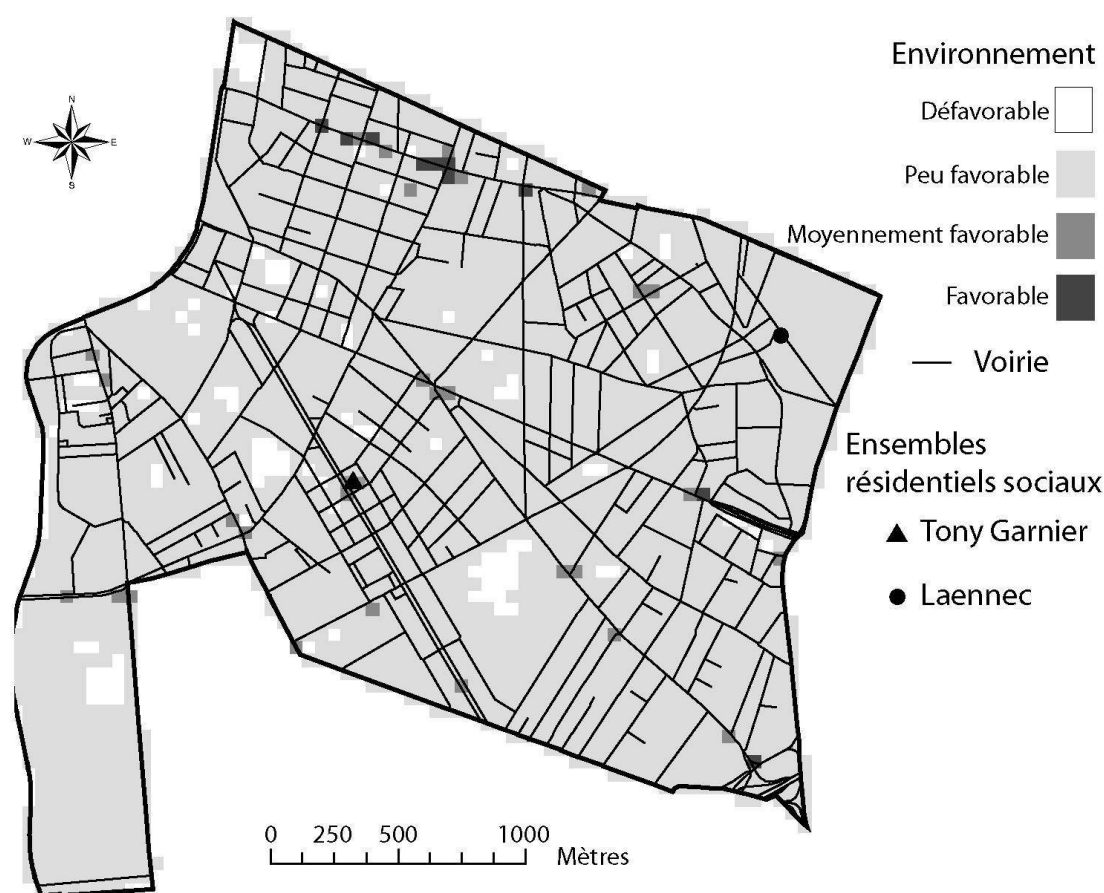 Environnement
Défavorable
Peu favorable
Moyennement favorable
Favorable
Voirie
Ensembles
résidentiels sociaux
Tony Garnier
Laennec
N
W E
S
0 250 500 1000
Mètres